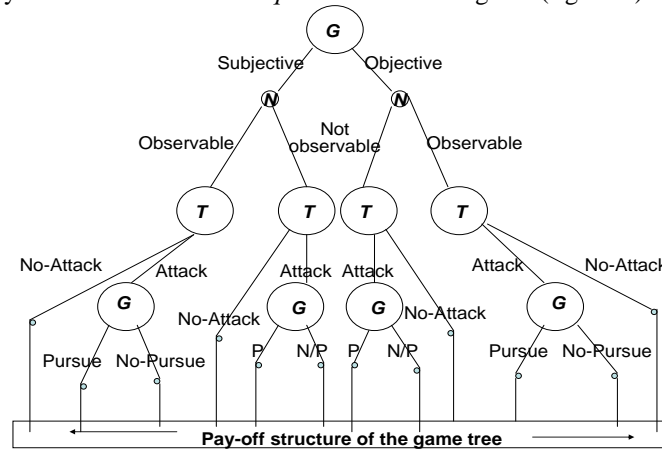 G
Subjective Objective
N N
Not
observable
Observable Observable
T T T T
No-Attack Attack Attack Attack Attack No-Attack
G G G G
No-Attack No-Attack
Pursue No-Pursue P N/P P N/P Pursue No-Pursue
Pay-off structure of the game tree